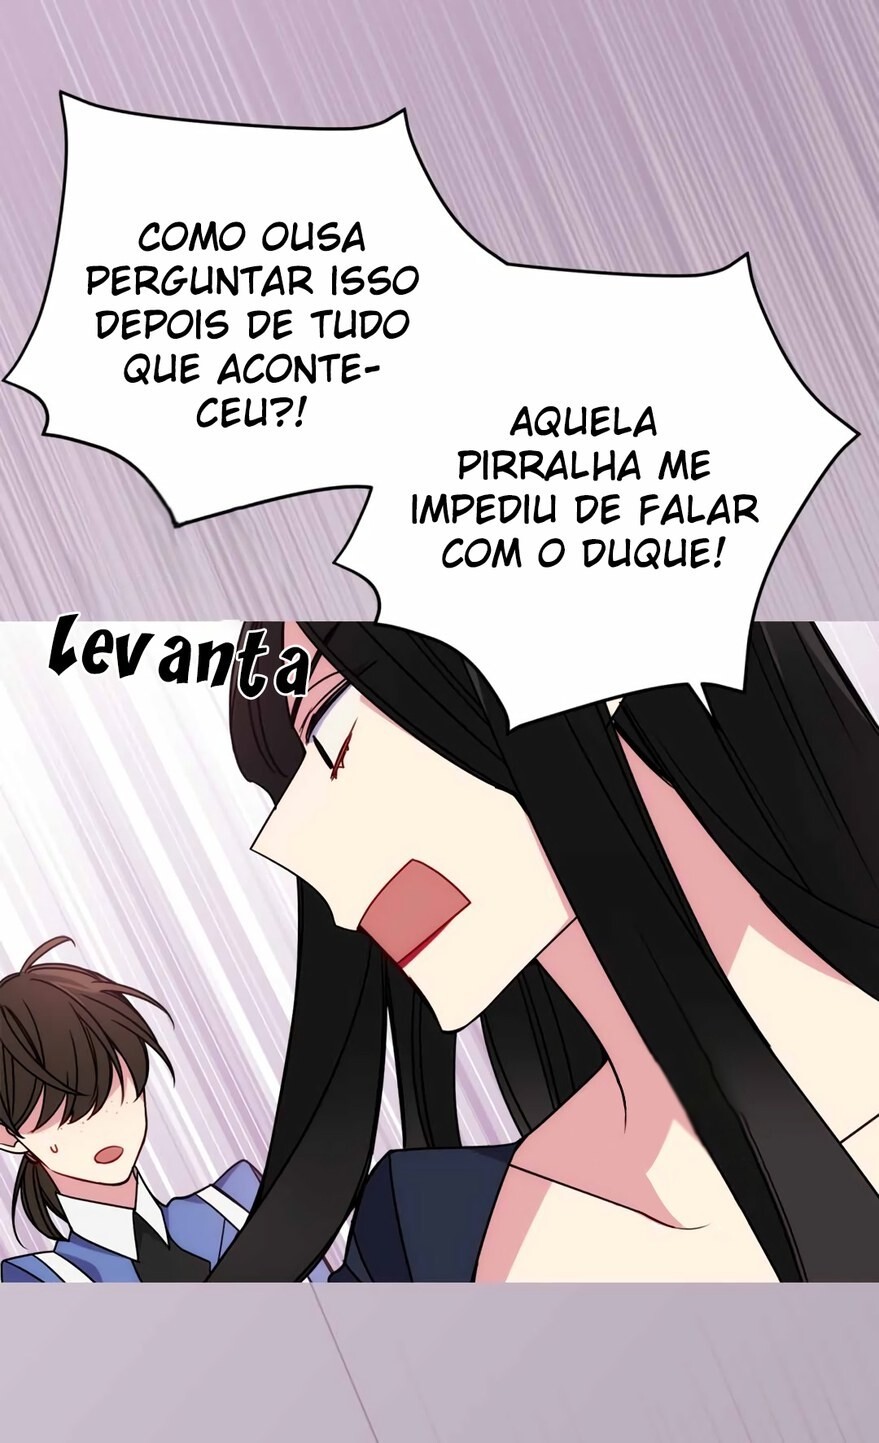 COMO OUSA
PERGUNTAR ISSO
DEPOIS DE TUDO
QUE ACONTE-
CEU?!
AQUELA
PIRRALHA ME
IMPEDIU DE FALAR
COM O DUQUE!
Levanta